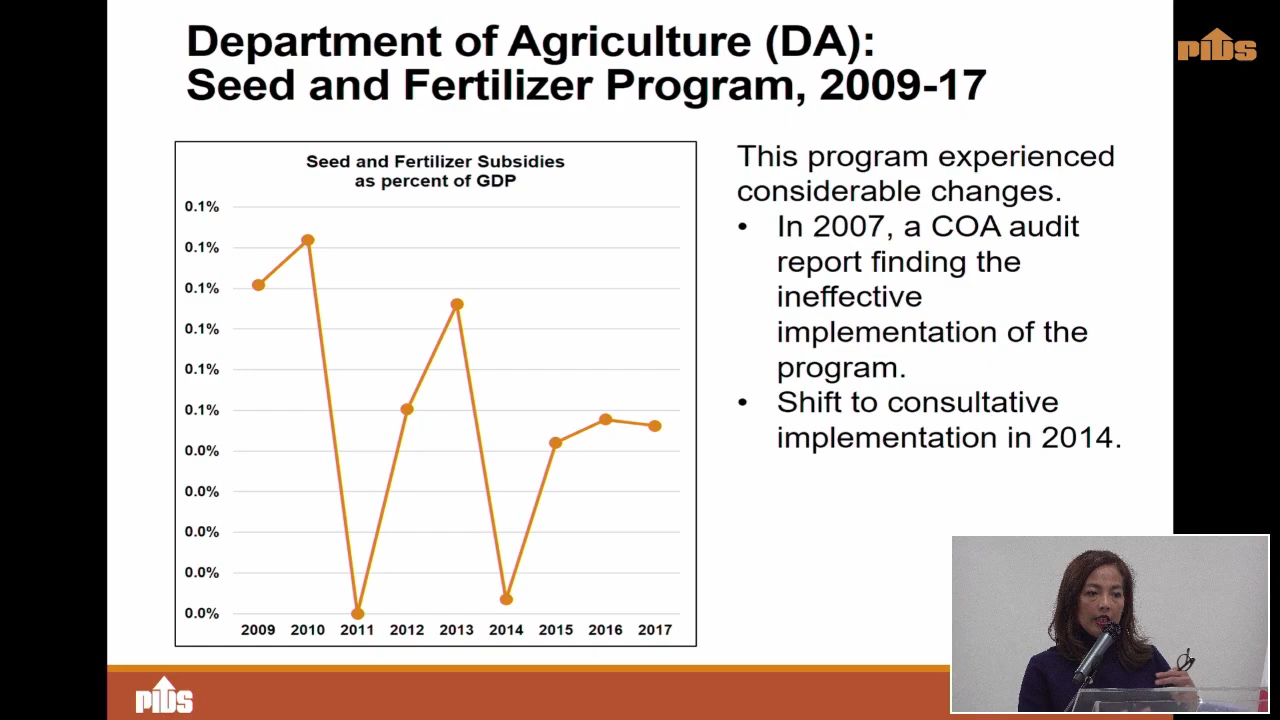 Department of Agriculture (DA):
Seed and Fertilizer Program, 2009-17
pids
Seed and Fertilizer Subsidies
as percent of GDP
0.1%
0.1%
0.1%
0.1%
0.1%
0.1%
0.0%
0.0%
0.0%
0.0%
0.0%
2009 2010 2011 2012 2013 2014 2015 2016 2017
This program experienced
considerable changes.
• In 2007, a COA audit
report finding the
ineffective
implementation of the
program.
• Shift to consultative
implementation in 2014.
pids